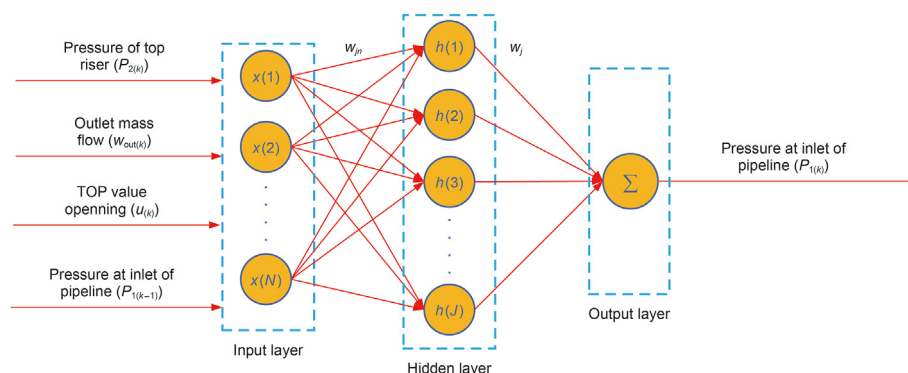 Pressure of top
riser (P2(k))
Outlet mass
flow (wout(k))
TOP value
openning (u(k))
Pressure at inlet of
pipeline (P1(k−1))
x(1)
x(2)
x(N)
Input layer
wjn
h(1)
h(2)
h(3)
h(J)
Hidden layer
wj
Σ
Output layer
Pressure at inlet of
pipeline (P1(k))